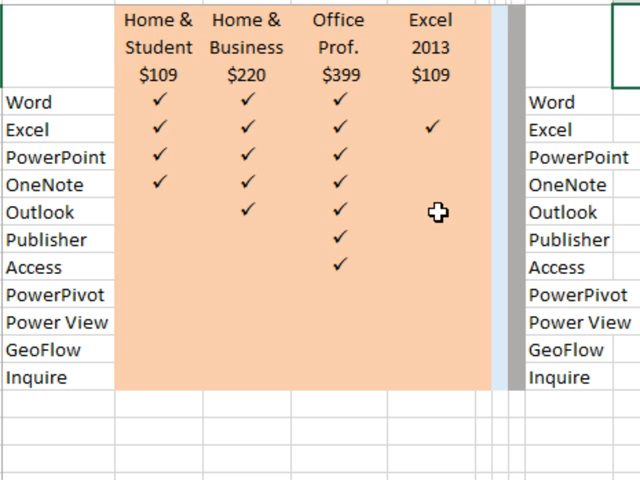 Home & Home & Office Excel
Student Business Prof. 2013
$109 $220 $399 $109
Word ✓ ✓ ✓ Word
Excel ✓ ✓ ✓ ✓ Excel
PowerPoint ✓ ✓ ✓ PowerPoint
OneNote ✓ ✓ ✓ OneNote
Outlook ✓ ✓ Outlook
Publisher ✓ Publisher
Access ✓ Access
PowerPivot PowerPivot
Power View Power View
GeoFlow GeoFlow
Inquire Inquire